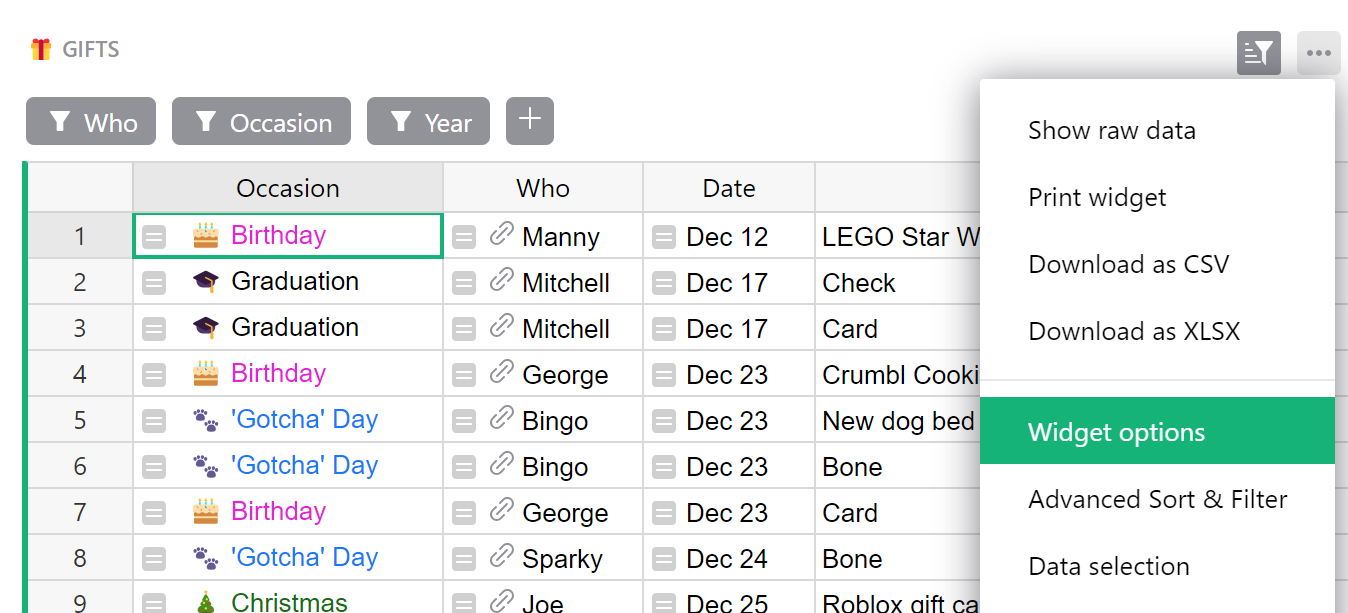 GIFTS
Who Occasion Year
Occasion Who Date
1 Birthday Manny Dec 12 LEGO Star W
2 Graduation Mitchell Dec 17 Check
3 Graduation Mitchell Dec 17 Card
4 Birthday George Dec 23 Crumbl Cooki
5 'Gotcha' Day Bingo Dec 23 New dog bed
6 'Gotcha' Day Bingo Dec 23 Bone
7 Birthday George Dec 23 Card
8 'Gotcha' Day Sparky Dec 24 Bone
9 Christmas Joe Dec 25 Roblox gift ca
Show raw data
Print widget
Download as CSV
Download as XLSX
Widget options
Advanced Sort & Filter
Data selection